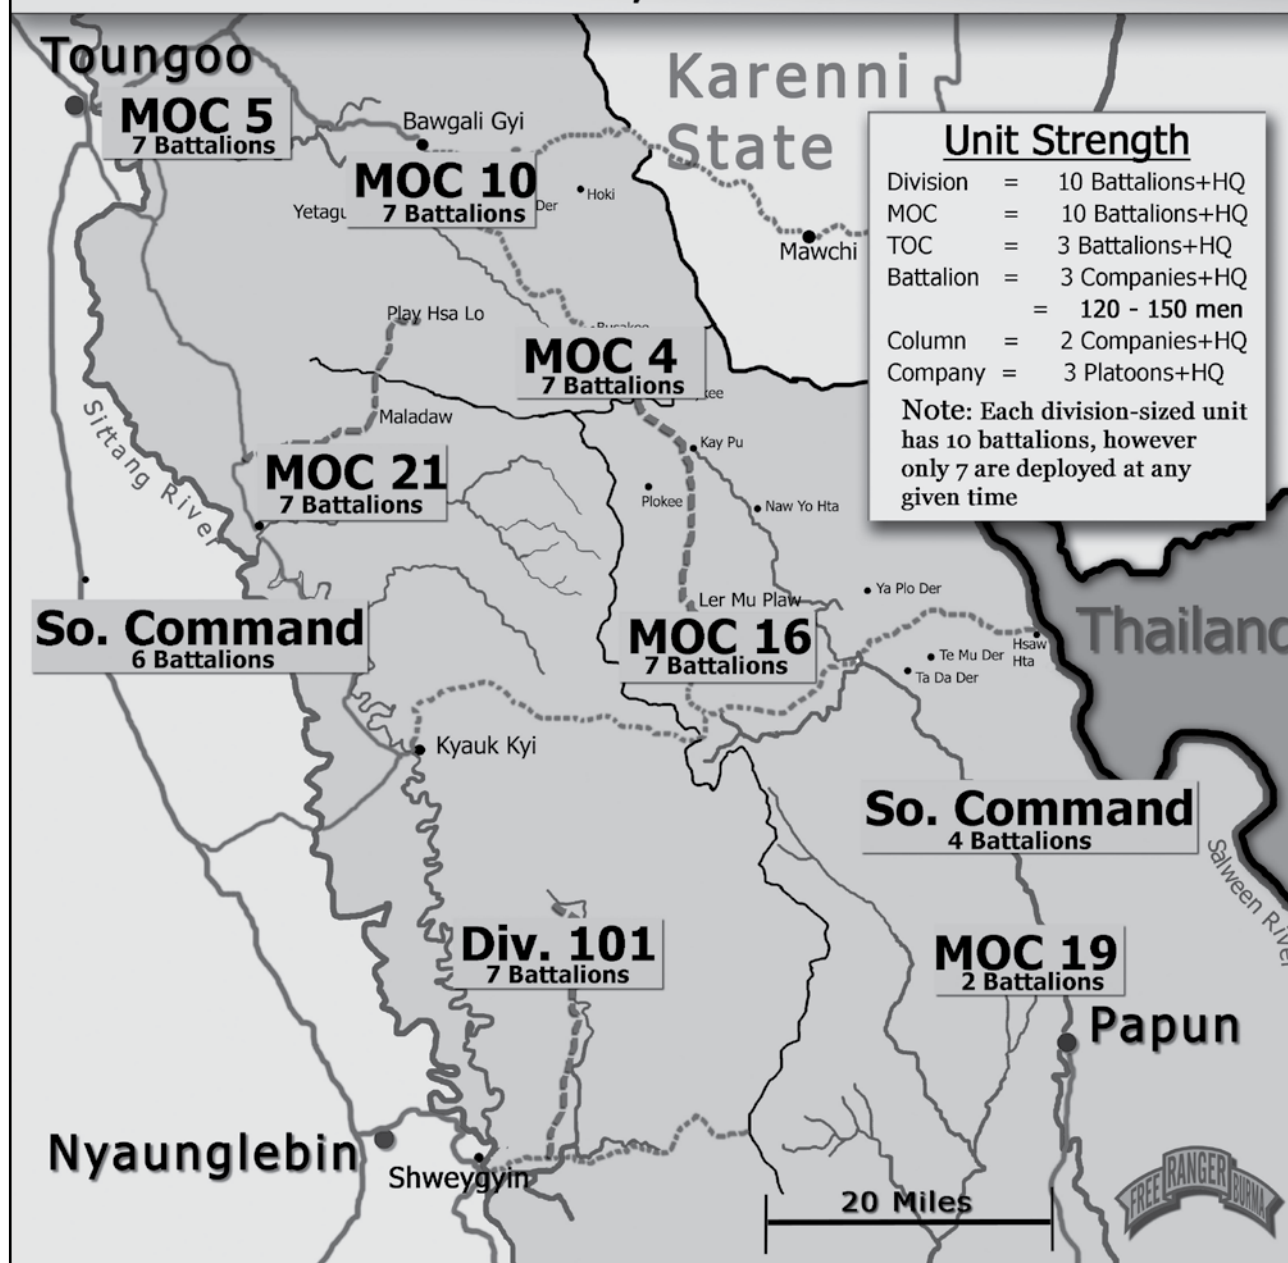 Toungoo
MOC 5
7 Battalions
Bawgali Gyi
Karenni
State
MOC 10
7 Battalions
Der
Hoki
Mawchi
Unit Strength
Division = 10 Battalions+HQ
MOC = 10 Battalions+HQ
TOC = 3 Battalions+HQ
Battalion = 3 Companies+HQ
= 120 - 150 men
Column = 2 Companies+HQ
Company = 3 Platoons+HQ
Note: Each division-sized unit
has 10 battalions, however
only 7 are deployed at any
given time
Play Hsa Lo
MOC 4
7 Battalions
Maladaw
Kay Pu
MOC 21
7 Battalions
Sittang River
Plokee
Naw Yo Hta
Ya Plo Der
Ler Mu Plaw
So. Command
6 Battalions
MOC 16
7 Battalions
Te Mu Der
Ta Da Der
Hsaw
Hta
Thailand
Kyauk Kyi
So. Command
4 Battalions
Salween River
Div. 101
7 Battalions
MOC 19
2 Battalions
Papun
Nyaunglebin
Shweygyin
20 Miles
FREE RANGER BURMA